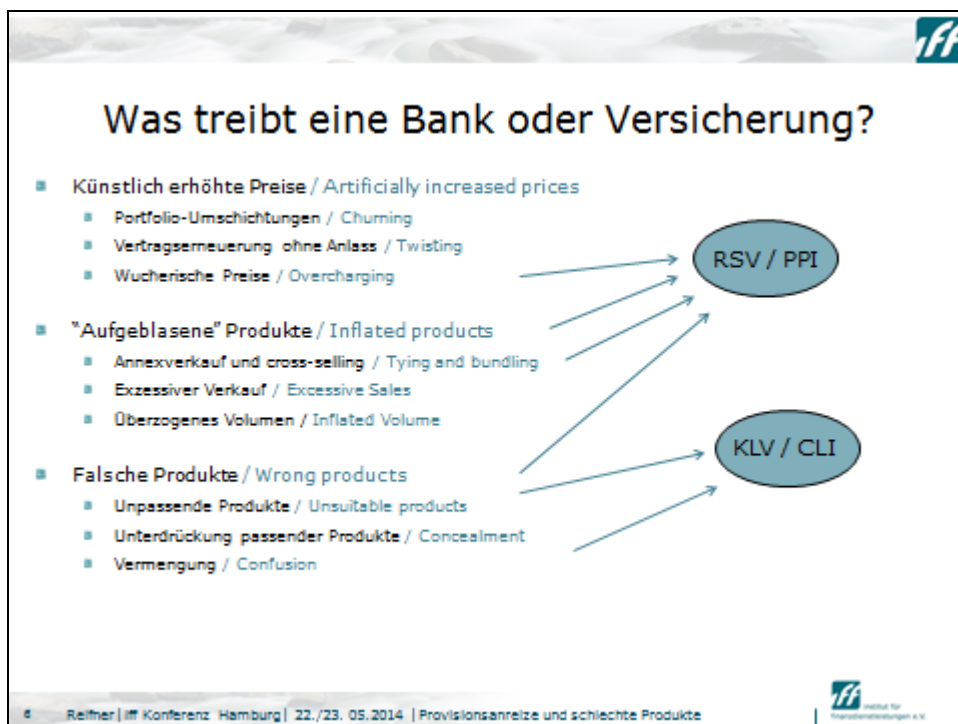 iff
Was treibt eine Bank oder Versicherung?
Künstlich erhöhte Preise / Artificially increased prices
Portfolio-Umschichtungen / Churning
Vertragserneuerung ohne Anlass / Twisting
Wucherische Preise / Overcharging
RSV / PPI
"Aufgeblasene" Produkte / Inflated products
Annexverkauf und cross-selling / Tying and bundling
Exzessiver Verkauf / Excessive Sales
Überzogenes Volumen / Inflated Volume
KLV / CLI
Falsche Produkte / Wrong products
Unpassende Produkte / Unsuitable products
Unterdrückung passender Produkte / Concealment
Vermengung / Confusion
6 Reifner | iff Konferenz Hamburg | 22./23. 05.2014 | Provisionsanreize und schlechte Produkte
iff
institut für
finanzdienstleistungen e.V.